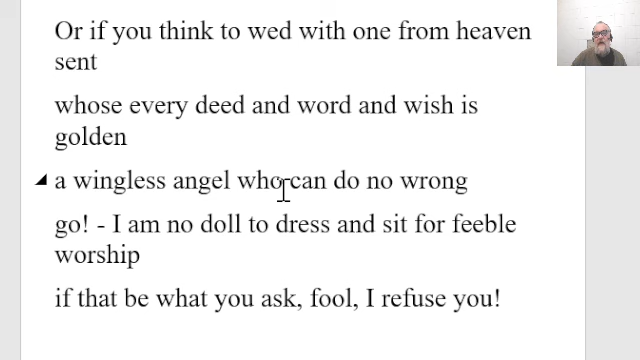 Or if you think to wed with one from heaven
sent
whose every deed and word and wish is
golden
a wingless angel who can do no wrong
go! - I am no doll to dress and sit for feeble
worship
if that be what you ask, fool, I refuse you!